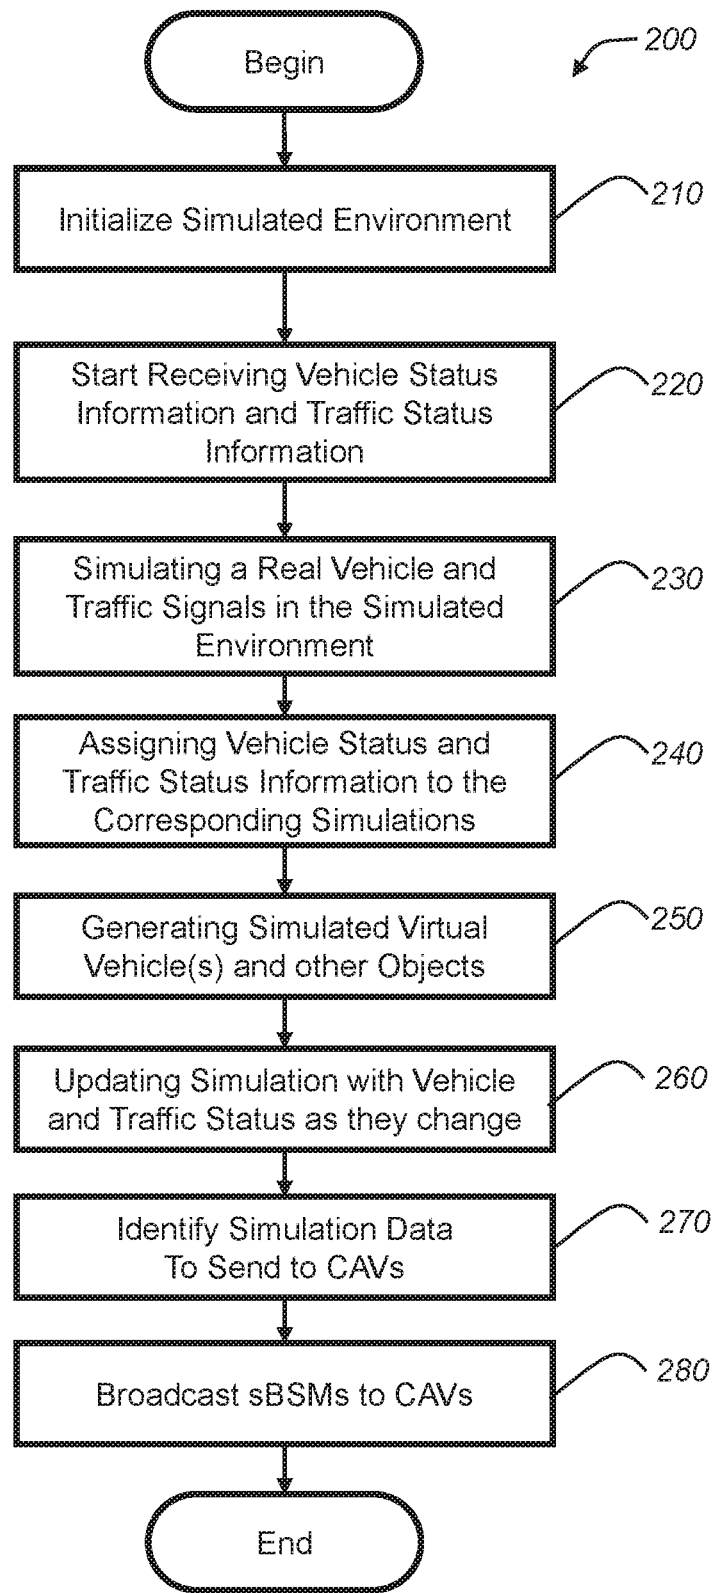 Begin
200
Initialize Simulated Environment
210
Start Receiving Vehicle Status
Information and Traffic Status
Information
220
Simulating a Real Vehicle and
Traffic Signals in the Simulated
Environment
230
Assigning Vehicle Status and
Traffic Status Information to the
Corresponding Simulations
240
Generating Simulated Virtual
Vehicle(s) and other Objects
250
Updating Simulation with Vehicle
and Traffic Status as they change
260
Identify Simulation Data
To Send to CAVs
270
Broadcast sBSMs to CAVs
280
End